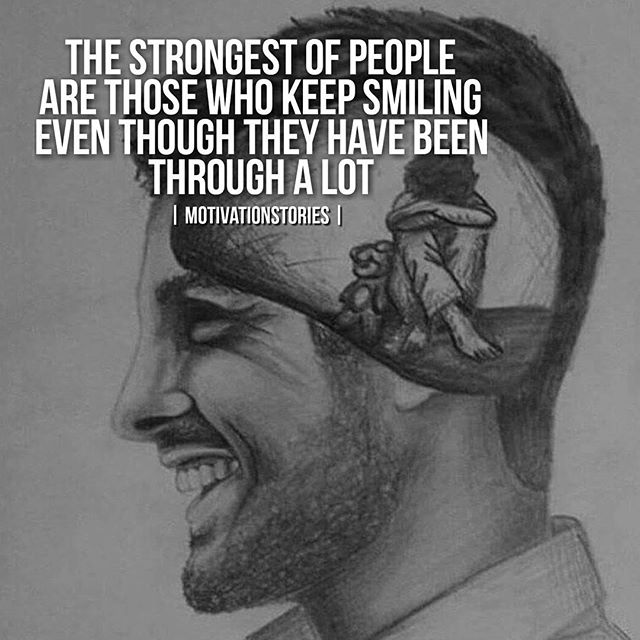 THE STRONGEST OF PEOPLE
ARE THOSE WHO KEEP SMILING
EVEN THOUGH THEY HAVE BEEN
THROUGH A LOT
| MOTIVATIONSTORIES |